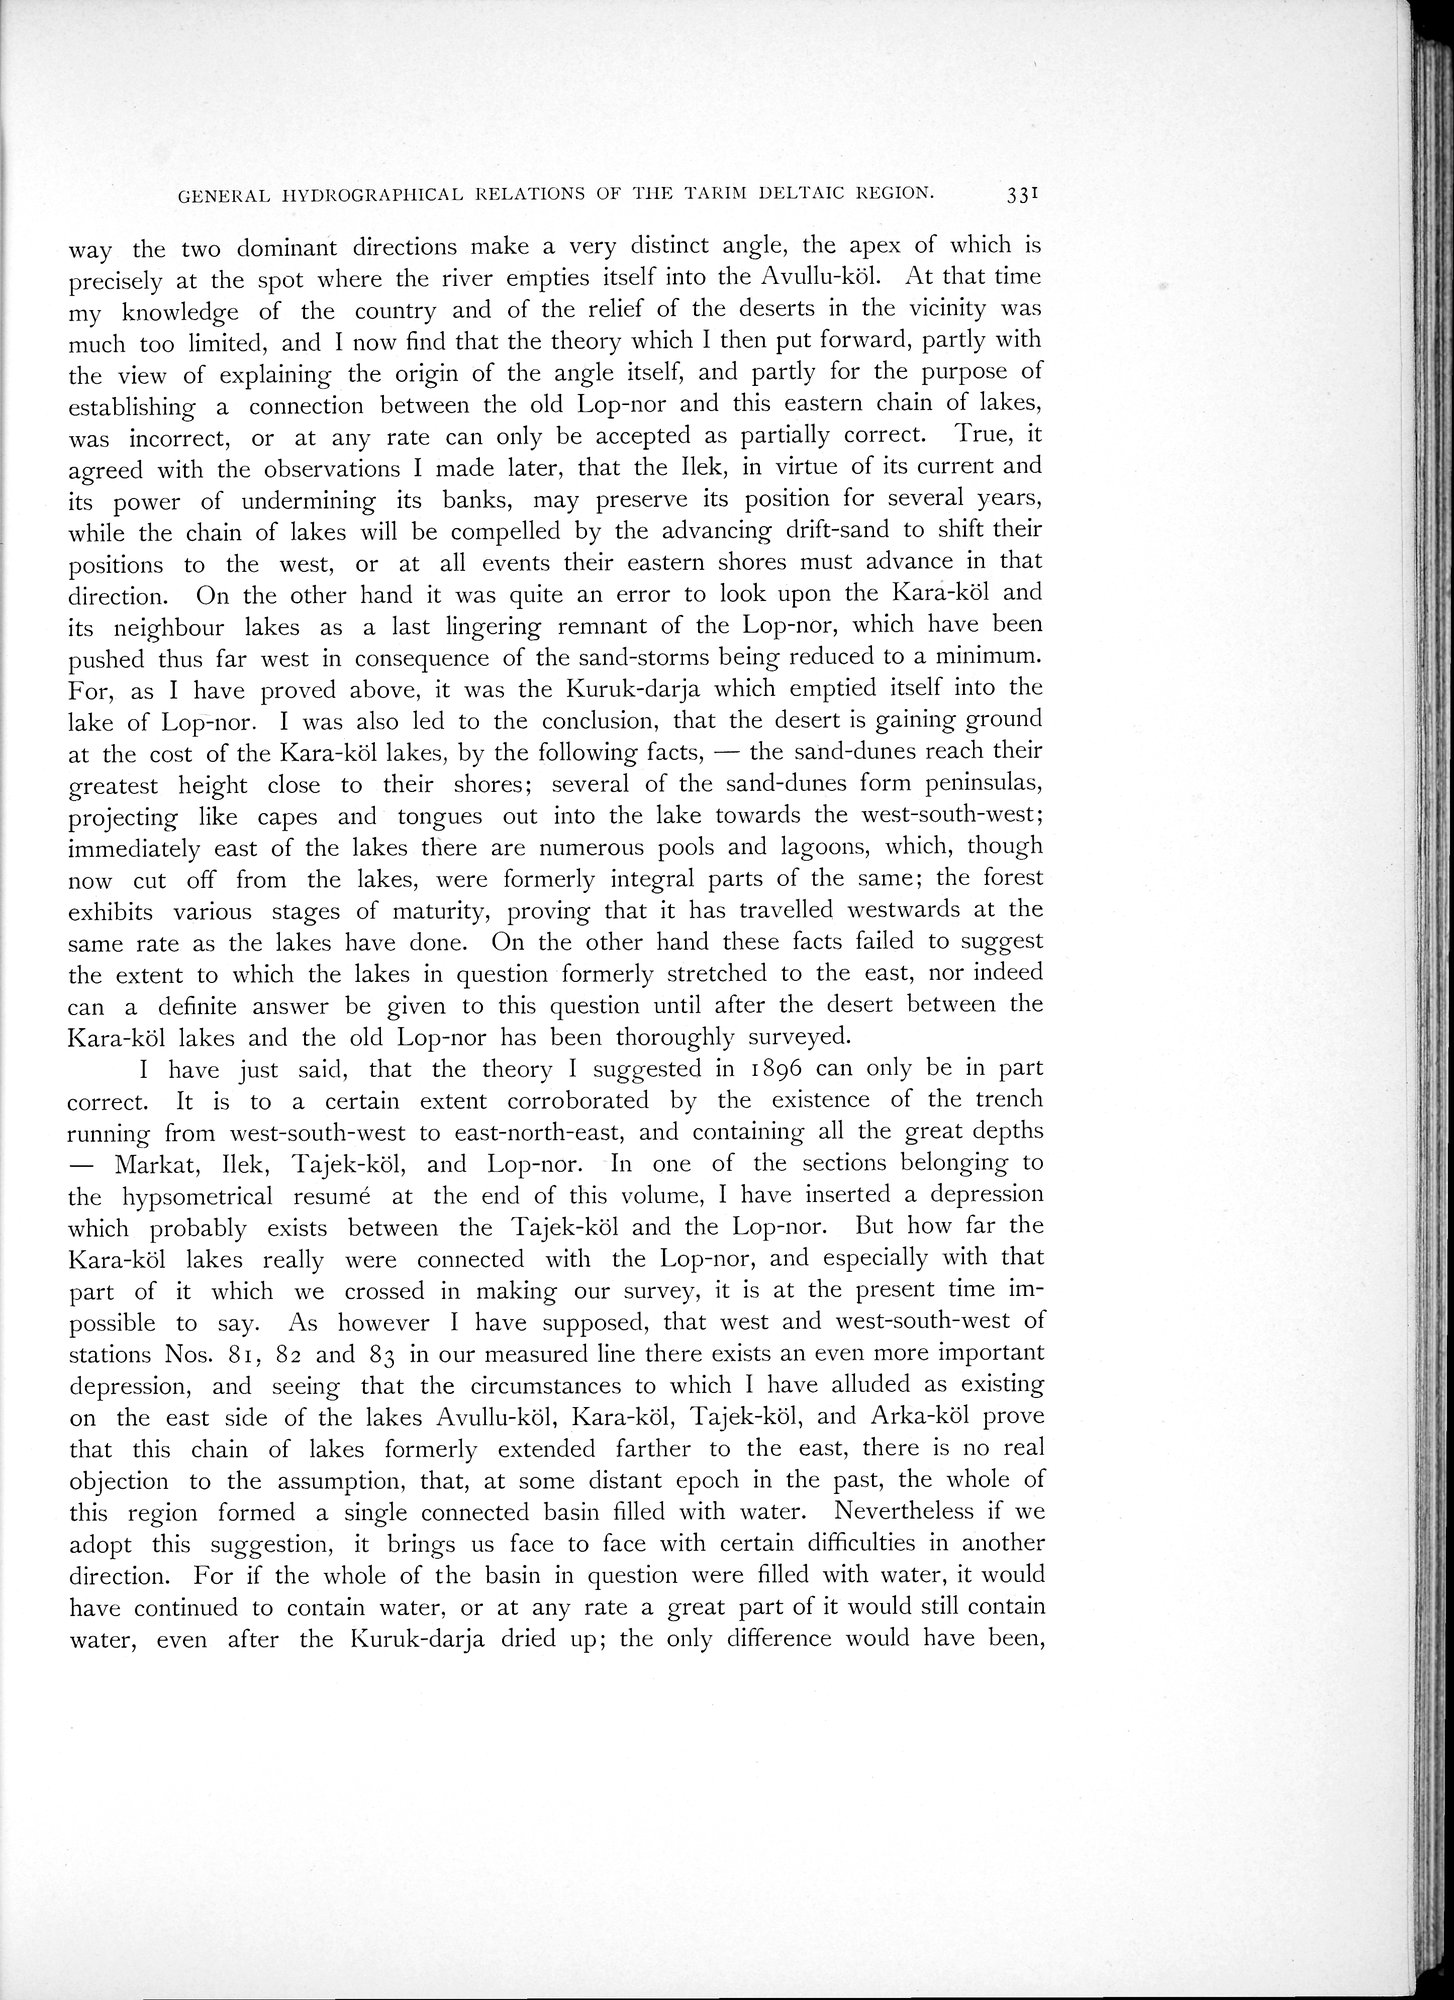 GENERAL HYDROGRAPHICAL RELATIONS OF THE TARIM DELTAIC REGION. 331
way the two dominant directions make a very distinct angle, the apex of which is
precisely at the spot where the river empties itself into the Avullu-köl. At that time
my knowledge of the country and of the relief of the deserts in the vicinity was
much too limited, and I now find that the theory which I then put forward, partly with
the view of explaining the origin of the angle itself, and partly for the purpose of
establishing a connection between the old Lop-nor and this eastern chain of lakes,
was incorrect, or at any rate can only be accepted as partially correct. True, it
agreed with the observations I made later, that the Ilek, in virtue of its current and
its power of undermining its banks, may preserve its position for several years,
while the chain of lakes will be compelled by the advancing drift-sand to shift their
positions to the west, or at all events their eastern shores must advance in that
direction. On the other hand it was quite an error to look upon the Kara-köl and
its neighbour lakes as a last lingering remnant of the Lop-nor, which have been
pushed thus far west in consequence of the sand-storms being reduced to a minimum.
For, as I have proved above, it was the Kuruk-darja which emptied itself into the
lake of Lop-nor. I was also led to the conclusion, that the desert is gaining ground
at the cost of the Kara-köl lakes, by the following facts, — the sand-dunes reach their
greatest height close to their shores; several of the sand-dunes form peninsulas,
projecting like capes and tongues out into the lake towards the west-south-west;
immediately east of the lakes there are numerous pools and lagoons, which, though
now cut off from the lakes, were formerly integral parts of the same; the forest
exhibits various stages of maturity, proving that it has travelled westwards at the
same rate as the lakes have done. On the other hand these facts failed to suggest
the extent to which the lakes in question formerly stretched to the east, nor indeed
can a definite answer be given to this question until after the desert between the
Kara-köl lakes and the old Lop-nor has been thoroughly surveyed.
I have just said, that the theory I suggested in 1896 can only be in part
correct. It is to a certain extent corroborated by the existence of the trench
running from west-south-west to east-north-east, and containing all the great depths
— Markat, Ilek, Tajek-köl, and Lop-nor. In one of the sections belonging to
the hypsometrical resumé at the end of this volume, I have inserted a depression
which probably exists between the Tajek-köl and the Lop-nor. But how far the
Kara-köl lakes really were connected with the Lop-nor, and especially with that
part of it which we crossed in making our survey, it is at the present time im-
possible to say. As however I have supposed, that west and west-south-west of
stations Nos. 81, 82 and 83 in our measured line there exists an even more important
depression, and seeing that the circumstances to which I have alluded as existing
on the east side of the lakes Avullu-köl, Kara-köl, Tajek-köl, and Arka-köl prove
that this chain of lakes formerly extended farther to the east, there is no real
objection to the assumption, that, at some distant epoch in the past, the whole of
this region formed a single connected basin filled with water. Nevertheless if we
adopt this suggestion, it brings us face to face with certain difficulties in another
direction. For if the whole of the basin in question were filled with water, it would
have continued to contain water, or at any rate a great part of it would still contain
water, even after the Kuruk-darja dried up; the only difference would have been,